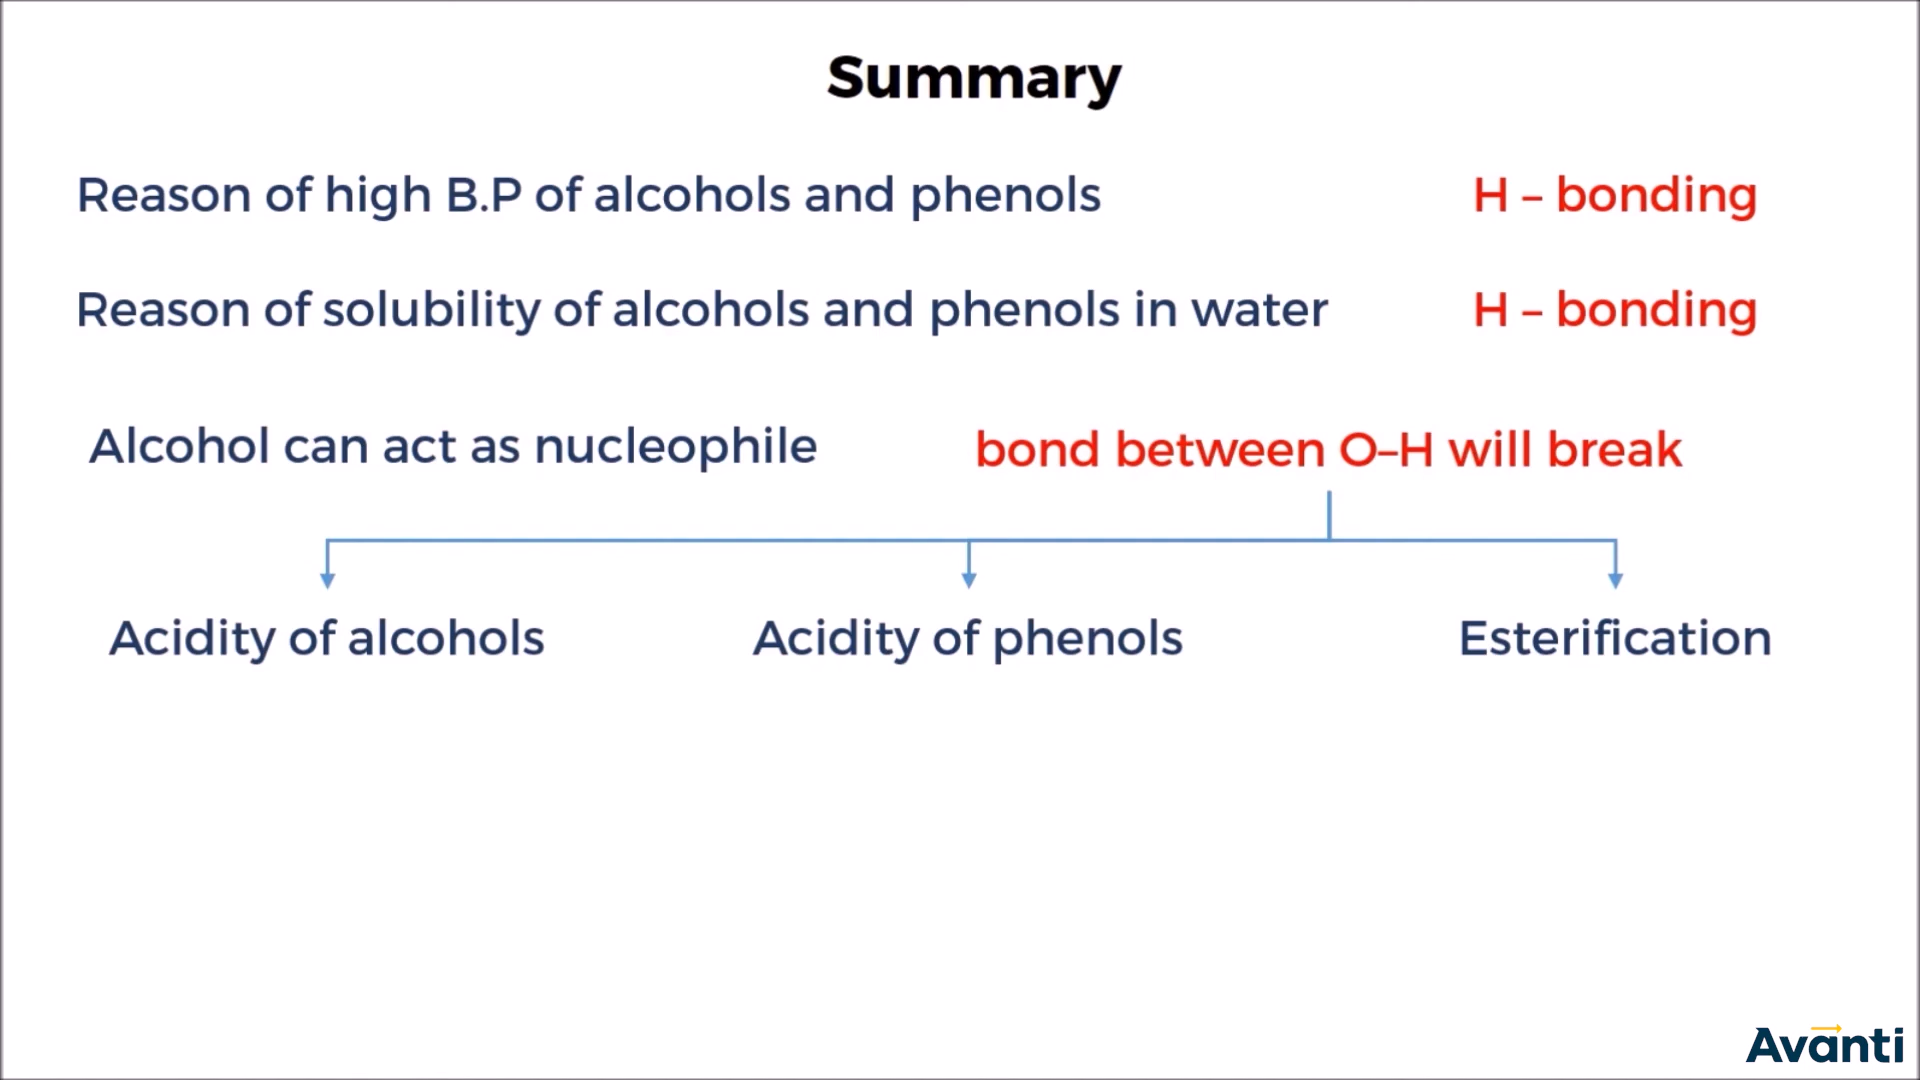 Summary
Reason of high B.P of alcohols and phenols H – bonding
Reason of solubility of alcohols and phenols in water H – bonding
Alcohol can act as nucleophile bond between O–H will break
Acidity of alcohols Acidity of phenols Esterification
Avanti